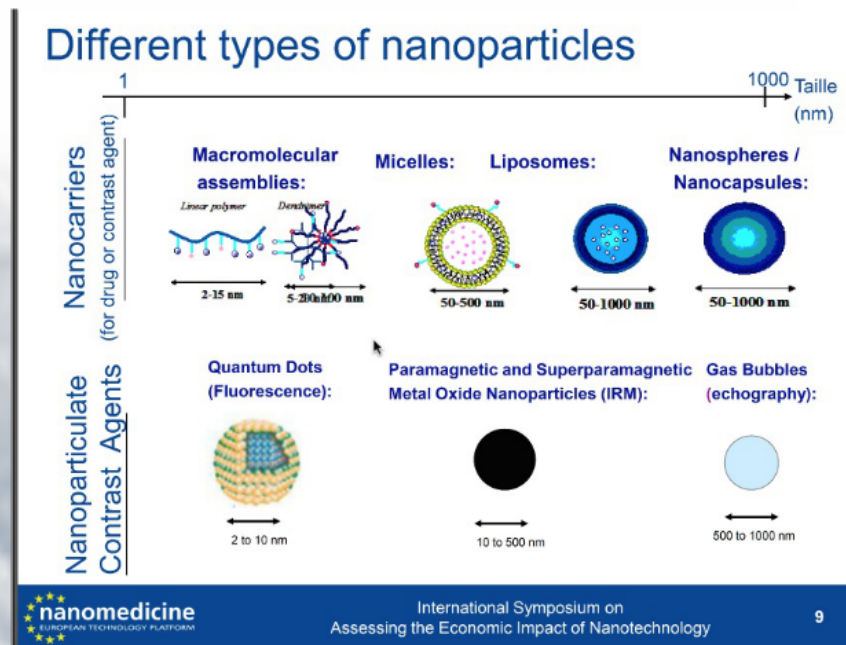 Different types of nanoparticles
1
1000
Taille
(nm)
Nanocarriers
(for drug or contrast agent)
Macromolecular
assemblies:
Micelles:
Liposomes:
Nanospheres /
Nanocapsules:
Linear polymer
Dendrimer
2-15 nm
50-500 nm
50-1000 nm
50-1000 nm
Nanoparticulate
Contrast Agents
Quantum Dots
(Fluorescence):
Paramagnetic and Superparamagnetic
Metal Oxide Nanoparticles (IRM):
Gas Bubbles
(echography):
2 to 10 nm
10 to 500 nm
500 to 1000 nm
nanomedicine
EUROPEAN TECHNOLOGY PLATFORM
International Symposium on
Assessing the Economic Impact of Nanotechnology
9